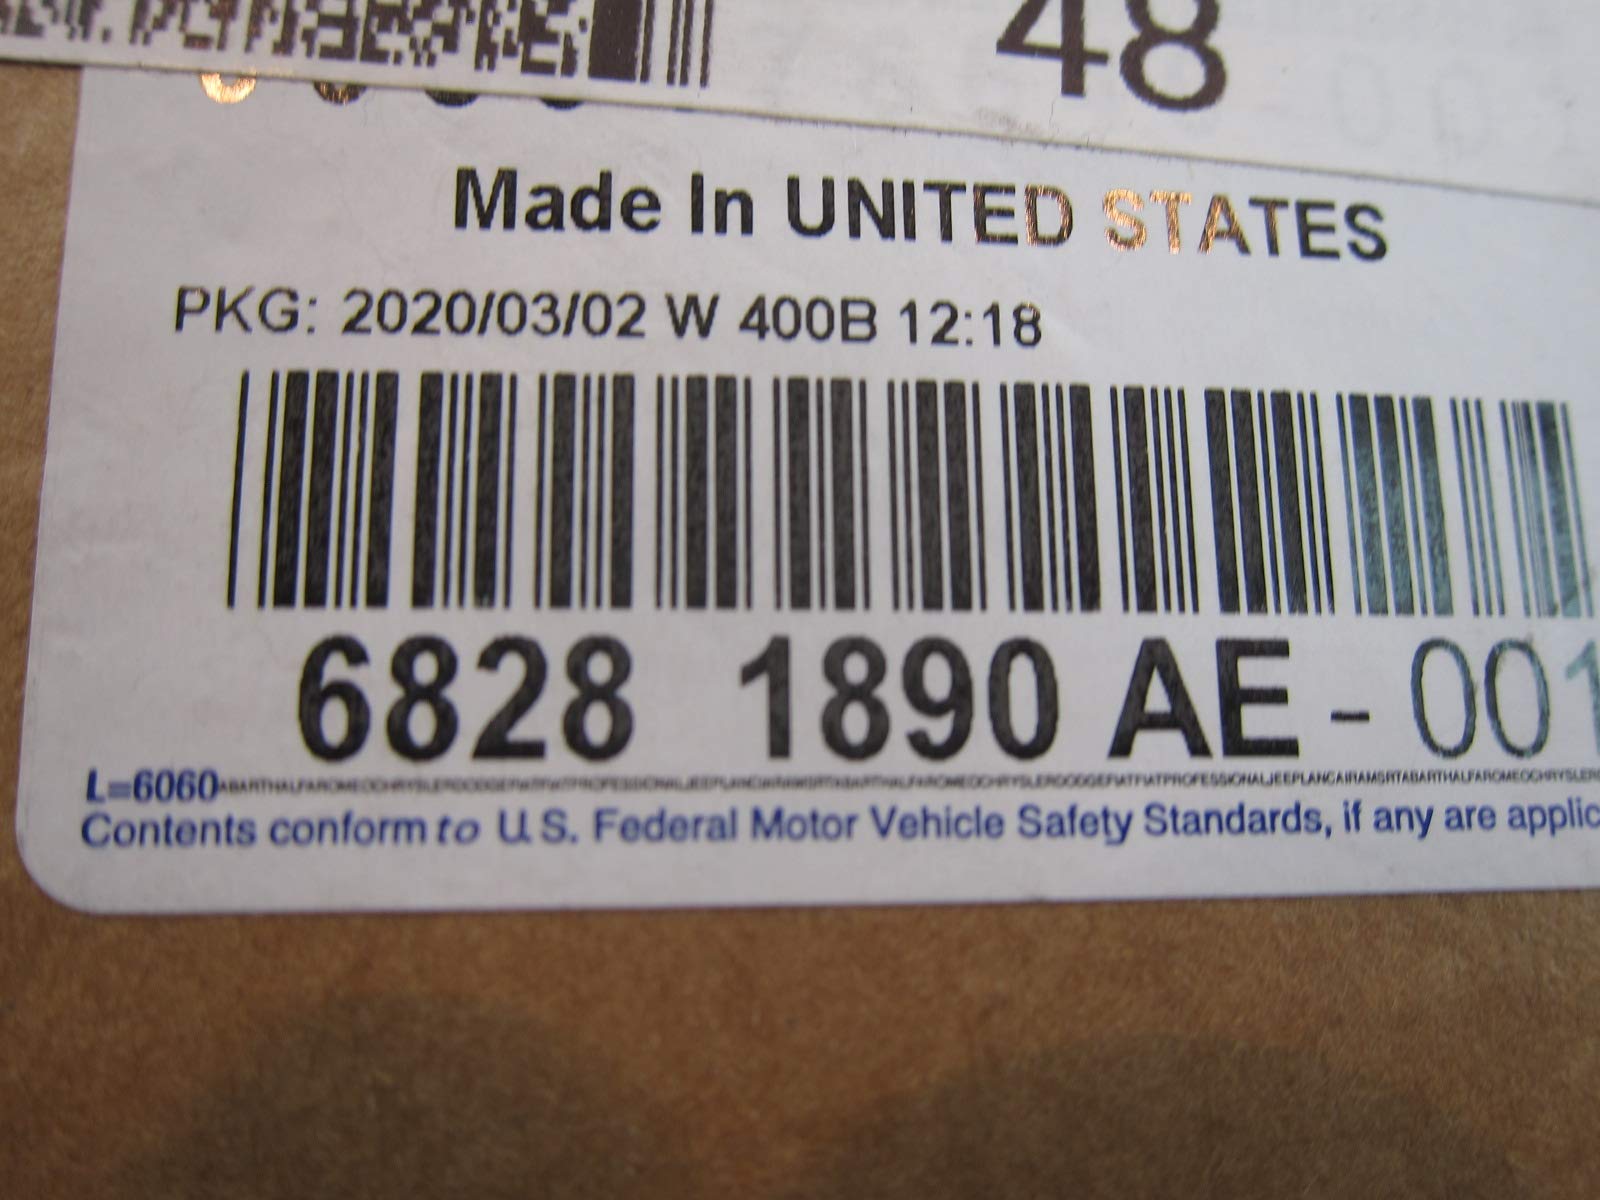 48
Made In UNITED STATES
PKG: 2020/03/02 W 400B 12:18
6828 1890 AE - 001
L=6060
Contents conform to U.S. Federal Motor Vehicle Safety Standards, if any are applic